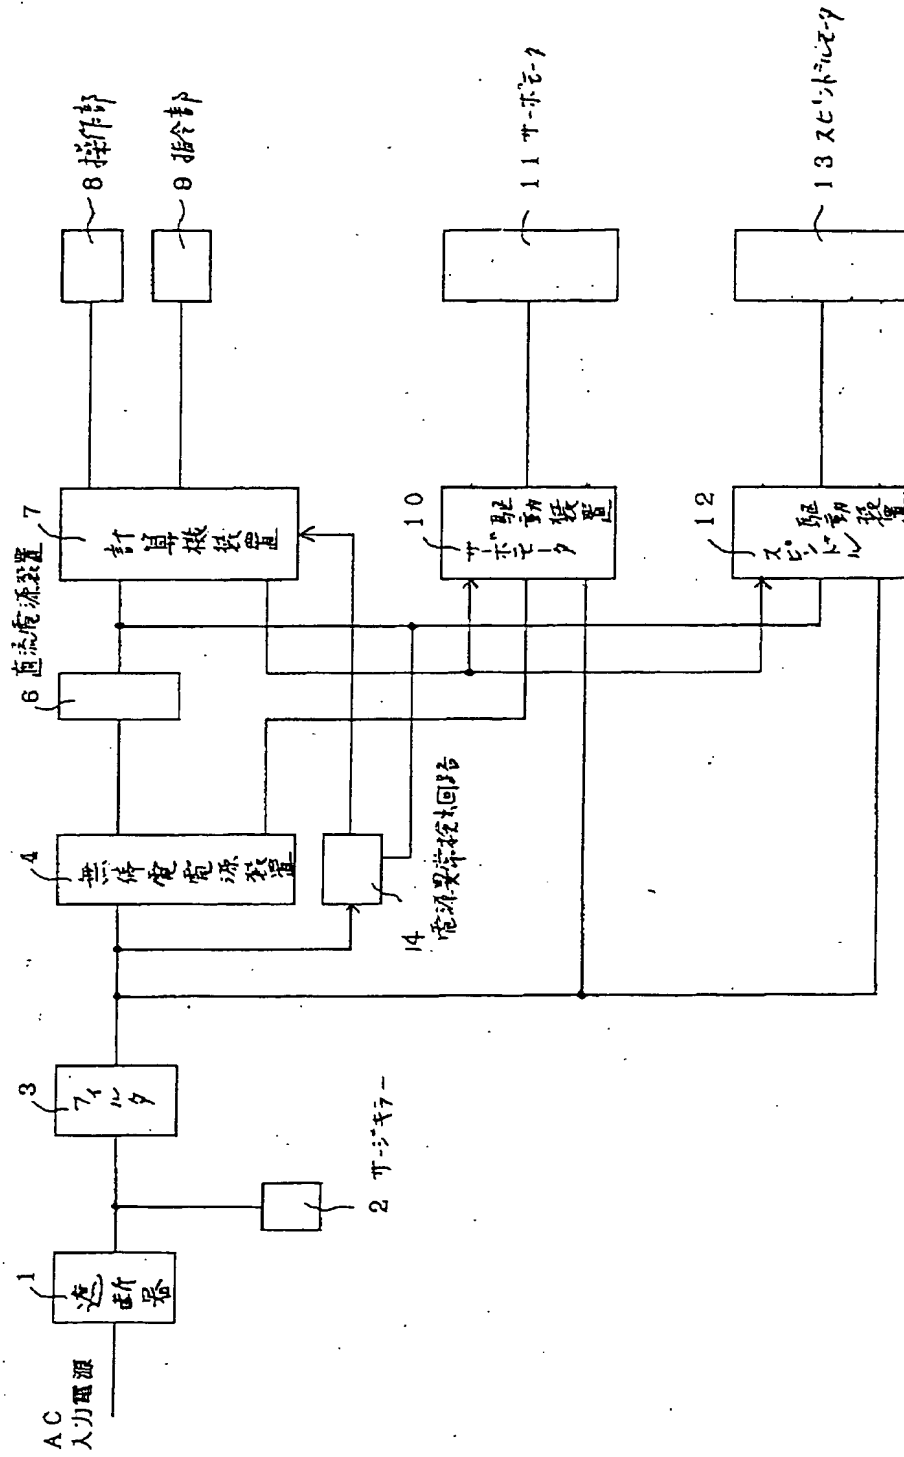 AC
入力電源
1
遮断器
2 サージキラー
3
フィルタ
4
無停電電源装置
6 直流電源装置
7
計算機装置
8 操作部
9 指令部
10
サーボモータ
駆動装置
11 サーボモータ
12
スピンドル
駆動装置
13 スピンドルモータ
14
電源異常検出回路